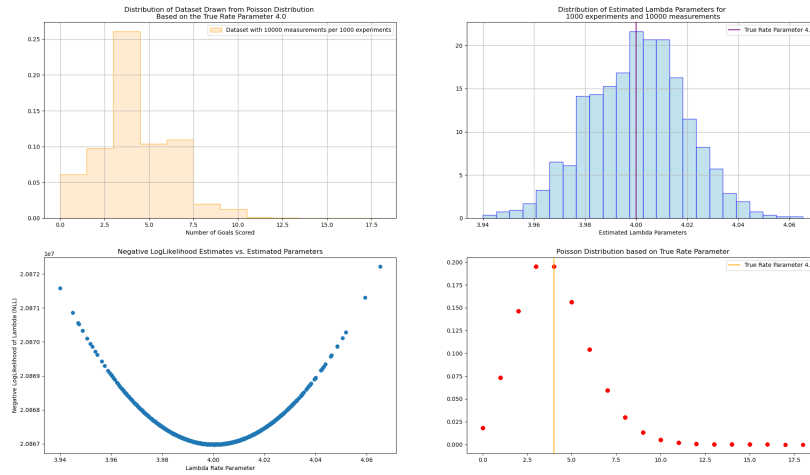 Distribution of Dataset Drawn from Poisson Distribution
Based on the True Rate Parameter 4.0
Dataset with 10000 measurements per 1000 experiments
0.25
0.20
0.15
0.10
0.05
0.00
0.0 2.5 5.0 7.5 10.0 12.5 15.0 17.5
Number of Goals Scored
Distribution of Estimated Lambda Parameters for
1000 experiments and 10000 measurements
True Rate Parameter 4.0
20
15
10
5
0
3.94 3.96 3.98 4.00 4.02 4.04 4.06
Estimated Lambda Parameters
Negative LogLikelihood Estimates vs. Estimated Parameters
1e7
2.0872
2.0871
2.0870
2.0869
2.0868
2.0867
Negative LogLikelihood of Lambda (NLL)
3.94 3.96 3.98 4.00 4.02 4.04 4.06
Lambda Rate Parameter
Poisson Distribution based on True Rate Parameter
True Rate Parameter 4.0
0.200
0.175
0.150
0.125
0.100
0.075
0.050
0.025
0.000
0.0 2.5 5.0 7.5 10.0 12.5 15.0 17.5